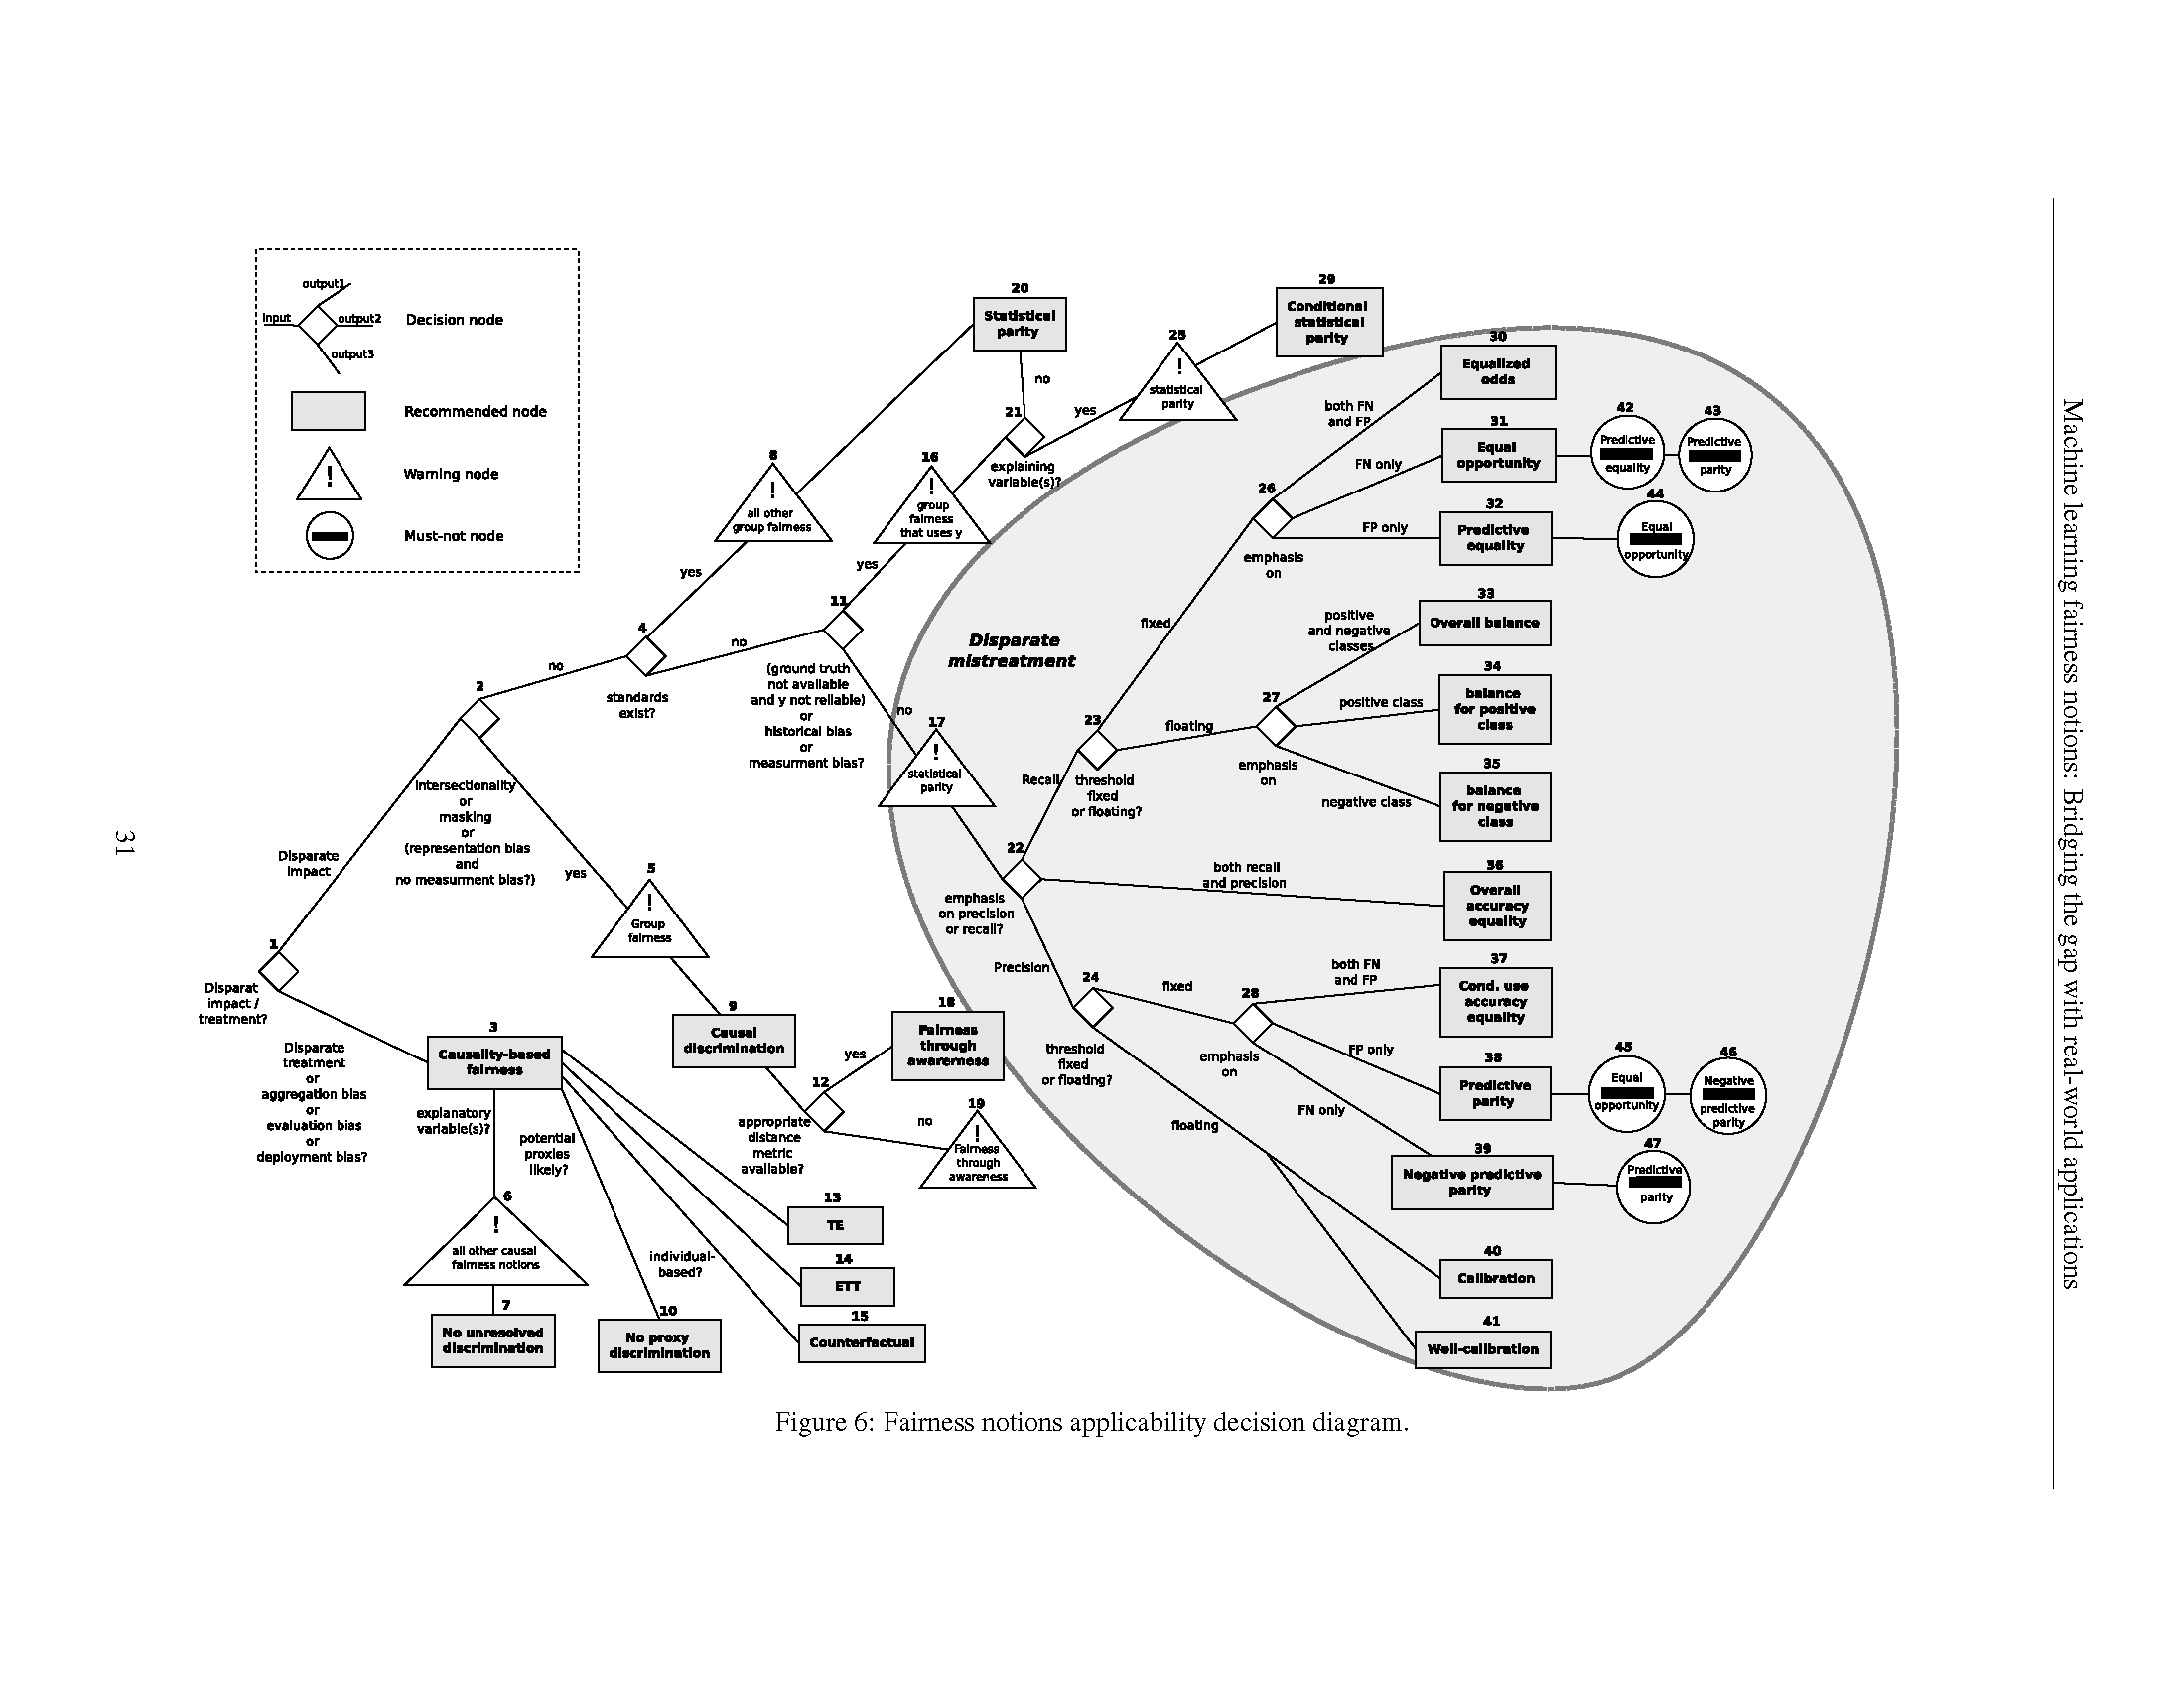 Machine learning fairness notions: Bridging the gap with real-world applications
output1
input
output2
output3
Decision node
Recommended node
!
Warning node
Must-not node
1
Disparat
impact /
treatment?
Disparate
impact
Disparate
treatment
or
aggregation bias
or
evaluation bias
or
deployment bias?
2
intersectionality
or
masking
or
(representation bias
and
no measurment bias?)
no
yes
3
Causality-based
fairness
explanatory
variable(s)?
potential
proxies
likely?
individual-
based?
4
standards
exist?
yes
no
5
!
Group
fairness
6
!
all other causal
fairness notions
7
No unresolved
discrimination
8
!
all other
group fairness
9
Causal
discrimination
10
No proxy
discrimination
11
(ground truth
not available
and y not reliable)
or
historical bias
or
measurment bias?
yes
no
12
appropriate
distance
metric
available?
yes
no
13
TE
14
ETT
15
Counterfactual
16
!
group
fairness
that uses y
17
!
statistical
parity
18
Fairness
through
awareness
19
!
Fairness
through
awareness
20
Statistical
parity
21
no
yes
explaining
variable(s)?
Disparate
mistreatment
22
emphasis
on precision
or recall?
Recall
both recall
and precision
Precision
23
threshold
fixed
or floating?
fixed
floating
24
threshold
fixed
or floating?
fixed
floating
25
!
statistical
parity
26
emphasis
on
both FN
and FP
FN only
FP only
27
emphasis
on
positive
and negative
classes
positive class
negative class
28
emphasis
on
both FN
and FP
FP only
FN only
29
Conditional
statistical
parity
30
Equalized
odds
31
Equal
opportunity
42
Predictive
equality
43
Predictive
parity
32
Predictive
equality
44
Equal
opportunity
33
Overall balance
34
balance
for positive
class
35
balance
for negative
class
36
Overall
accuracy
equality
37
Cond. use
accuracy
equality
38
Predictive
parity
45
Equal
opportunity
46
Negative
predictive
parity
39
Negative predictive
parity
47
Predictive
parity
40
Calibration
41
Well-calibration
Figure 6: Fairness notions applicability decision diagram.
31